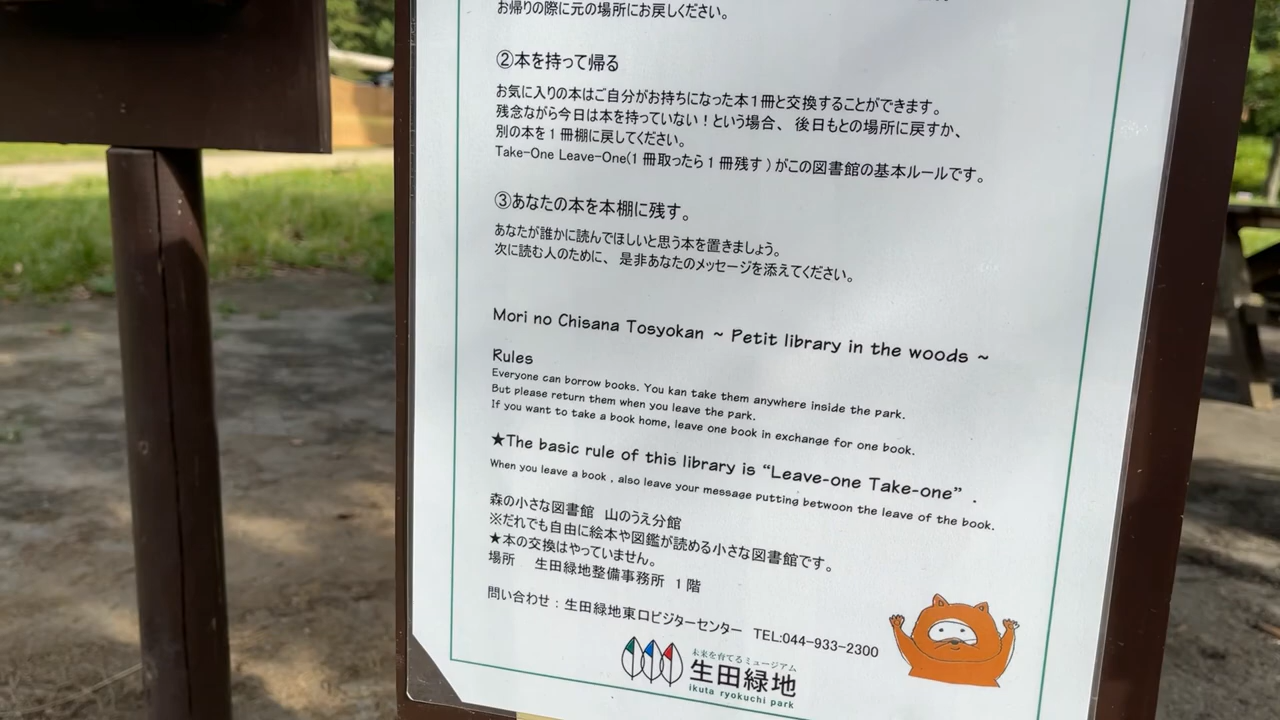 お帰りの際に元の場所にお戻しください。
②本を持って帰る
お気に入りの本はご自分がお持ちになった本1冊と交換することができます。
残念ながら今日は本を持っていない！という場合、後日もとの場所に戻すか、
別の本を1冊棚に戻してください。
Take-One Leave-One(1冊取ったら1冊残す)がこの図書館の基本ルールです。
③あなたの本を本棚に残す。
あなたが誰かに読んでほしいと思う本を置きましょう。
次に読む人のために、是非あなたのメッセージを添えてください。
Mori no Chisana Tosyokan ~ Petit library in the woods ~
Rules
Everyone can borrow books. You kan take them anywhere inside the park.
But please return them when you leave the park.
If you want to take a book home, leave one book in exchange for one book.
★The basic rule of this library is “Leave-one Take-one” .
When you leave a book , also leave your message putting betwoon the leave of the book.
森の小さな図書館 山のうえ分館
※だれでも自由に絵本や図鑑が読める小さな図書館です。
★本の交換はやっていません。
場所 生田緑地整備事務所 1階
問い合わせ：生田緑地東口ビジターセンター TEL:044-933-2300
未来を育てるミュージアム
生田緑地
ikuta ryokuchi park